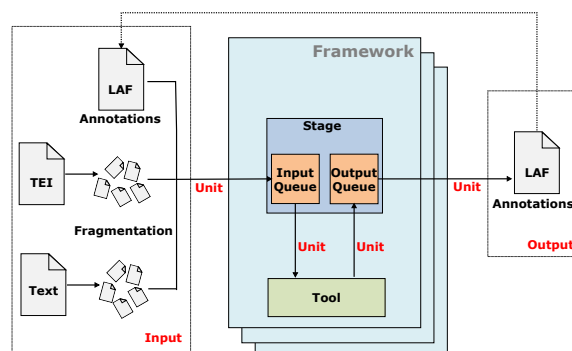 Framework
LAF
Annotations
Stage
Input
Queue
Output
Queue
TEI
Unit
Unit
LAF
Annotations
Fragmentation
Unit
Unit
Output
Text
Tool
Input